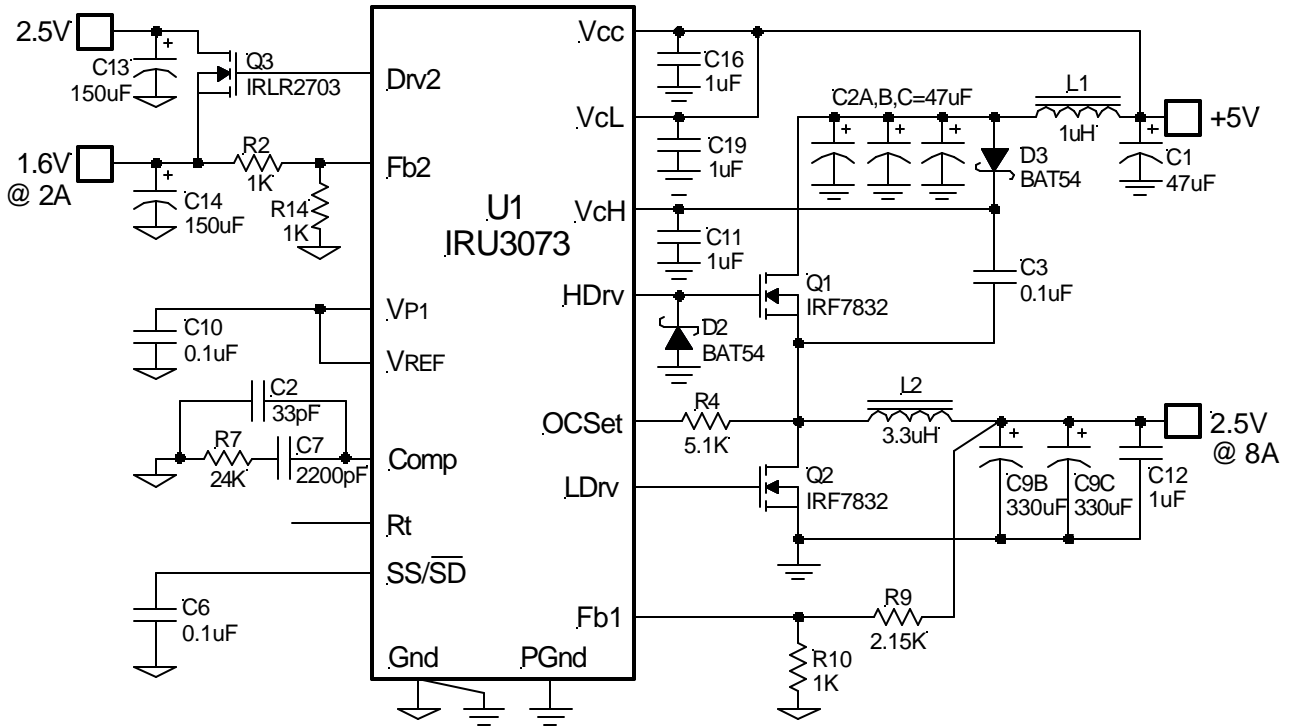 2.5V
C13
150uF
+
Q3
IRLR2703
1.6V
@ 2A
+
C14
150uF
R2
1K
R14
1K
C10
0.1uF
C2
33pF
R7
24K
C7
2200pF
C6
0.1uF
Drv2
Fb2
VP1
VREF
Comp
Rt
SS/SD
Gnd
PGnd
U1
IRU3073
Vcc
VcL
VcH
HDrv
OCSet
LDrv
Fb1
C16
1uF
C19
1uF
C11
1uF
C2A,B,C=47uF
+
+
+
L1
1uH
+5V
+
C1
47uF
D3
BAT54
C3
0.1uF
Q1
IRF7832
D2
BAT54
R4
5.1K
L2
3.3uH
2.5V
@ 8A
Q2
IRF7832
+
C9B
330uF
+
C9C
330uF
C12
1uF
R9
2.15K
R10
1K